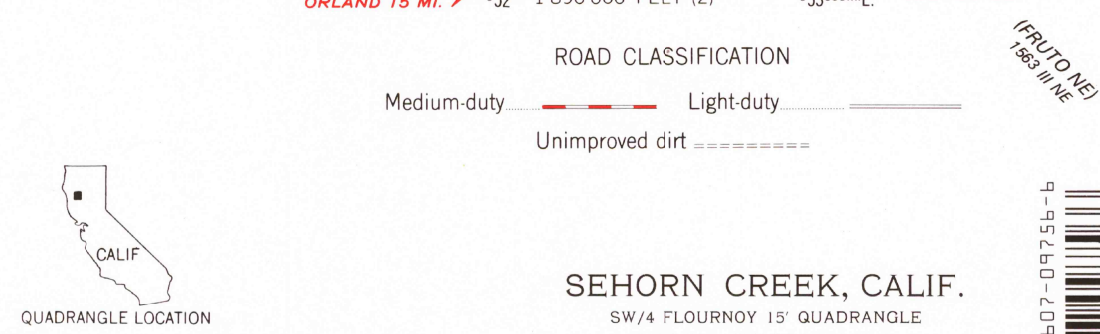 ORLAND 15 MI.
ROAD CLASSIFICATION
Medium-duty Light-duty
Unimproved dirt
(FRUTO NE)
1563 III NE
CALIF
QUADRANGLE LOCATION
SEHORN CREEK, CALIF.
SW/4 FLOURNOY 15' QUADRANGLE